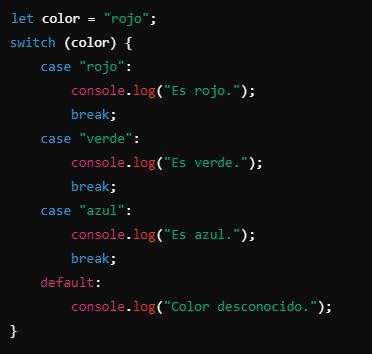 let color = "rojo";
switch (color) {
    case "rojo":
        console.log("Es rojo.");
        break;
    case "verde":
        console.log("Es verde.");
        break;
    case "azul":
        console.log("Es azul.");
        break;
    default:
        console.log("Color desconocido.");
}